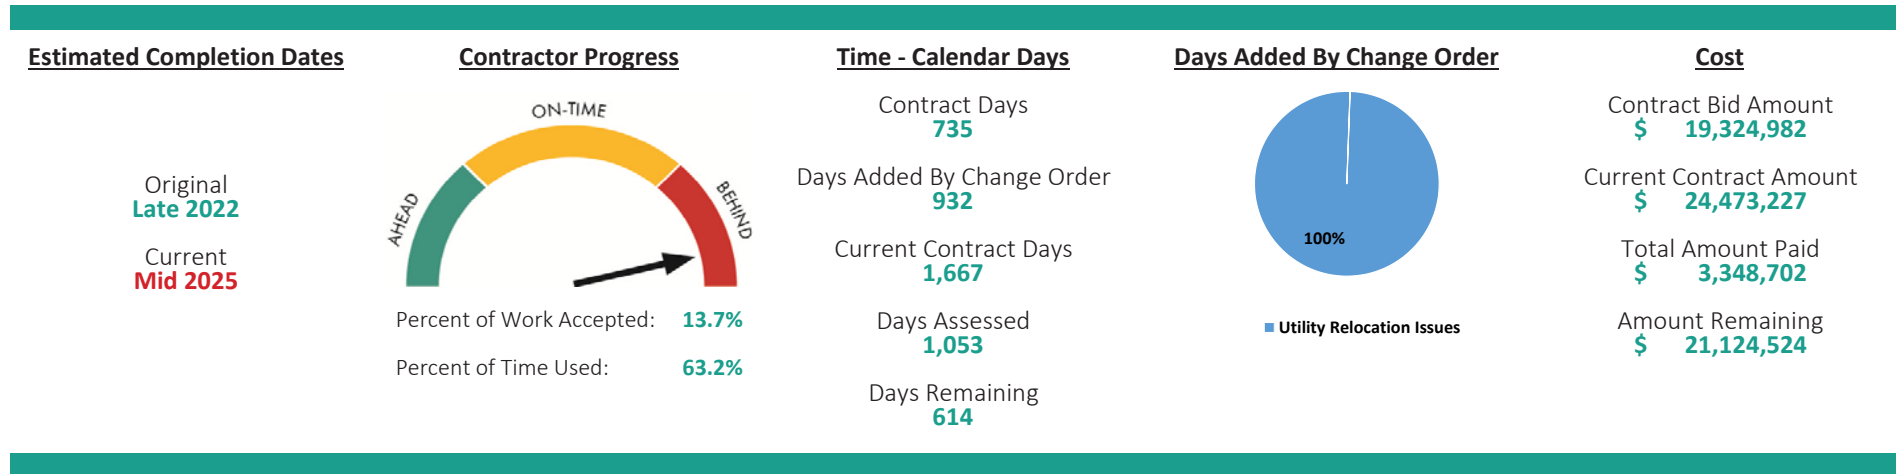 Estimated Completion Dates
Original
Late 2022
Current
Mid 2025
Contractor Progress
AHEAD
ON-TIME
BEHIND
Percent of Work Accepted: 13.7%
Percent of Time Used: 63.2%
Time - Calendar Days
Contract Days
735
Days Added By Change Order
932
Current Contract Days
1,667
Days Assessed
1,053
Days Remaining
614
Days Added By Change Order
100%
Utility Relocation Issues
Cost
Contract Bid Amount
$ 19,324,982
Current Contract Amount
$ 24,473,227
Total Amount Paid
$ 3,348,702
Amount Remaining
$ 21,124,524